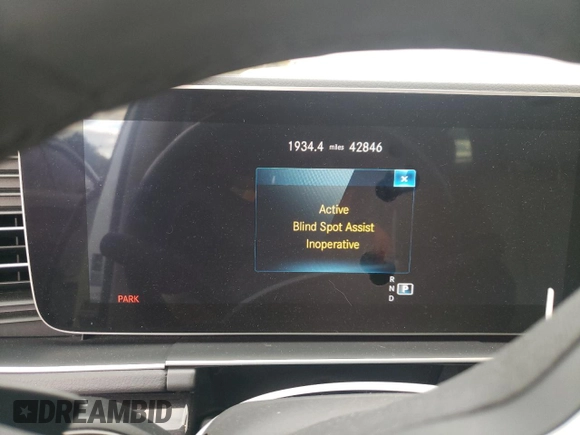 1934.4 miles 42846
x
Active
Blind Spot Assist
Inoperative
R
N
D
P
PARK
DREAMBID